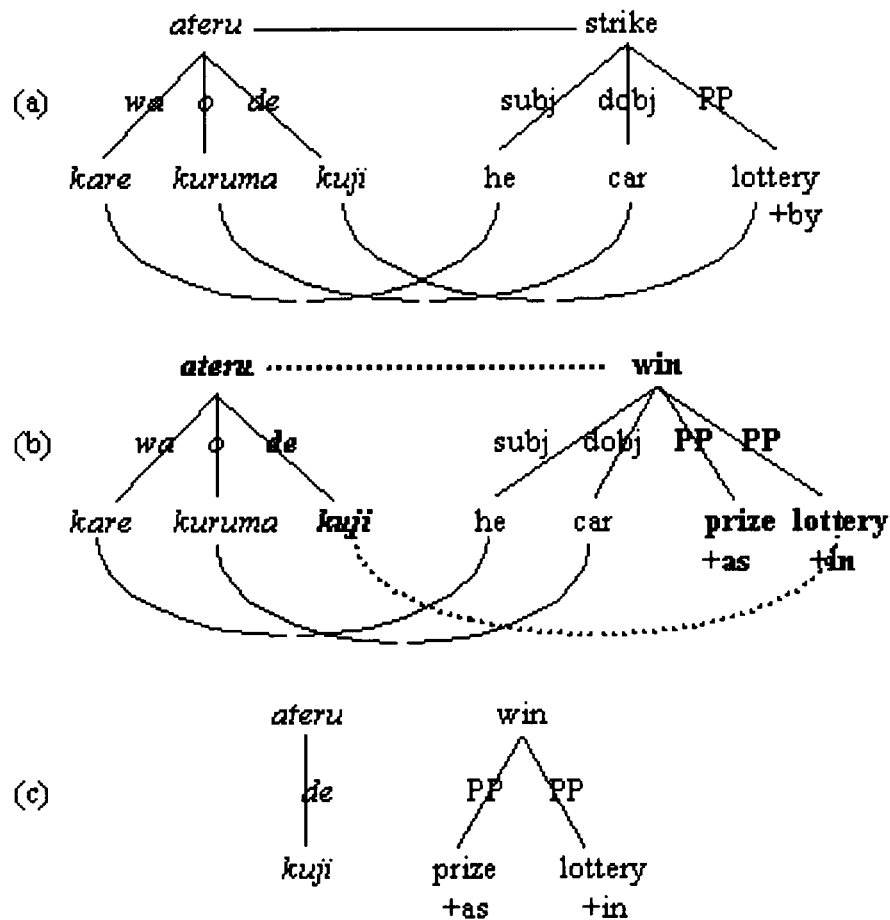 ateru strike
(a) wa o de subj dobj PP
kare kuruma kuji he car lottery
+by
ateru win
(b) wa o de subj dobj PP PP
kare kuruma kuji he car prize lottery
+as +in
ateru win
(c) de PP PP
kuji prize lottery
+as +in